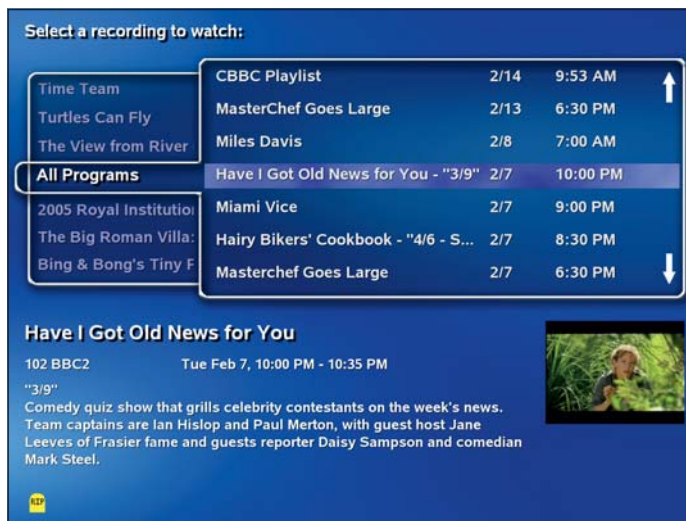 Select a recording to watch:
Time Team
Turtles Can Fly
The View from River
All Programs
2005 Royal Institution
The Big Roman Villa:
Bing & Bong's Tiny P
CBBC Playlist 2/14 9:53 AM
MasterChef Goes Large 2/13 6:30 PM
Miles Davis 2/8 7:00 AM
Have I Got Old News for You - "3/9" 2/7 10:00 PM
Miami Vice 2/7 9:00 PM
Hairy Bikers' Cookbook - "4/6 - S... 2/7 8:30 PM
Masterchef Goes Large 2/7 6:30 PM
Have I Got Old News for You
102 BBC2 Tue Feb 7, 10:00 PM - 10:35 PM
"3/9"
Comedy quiz show that grills celebrity contestants on the week's news.
Team captains are Ian Hislop and Paul Merton, with guest host Jane
Leeves of Frasier fame and guests reporter Daisy Sampson and comedian
Mark Steel.
RIP